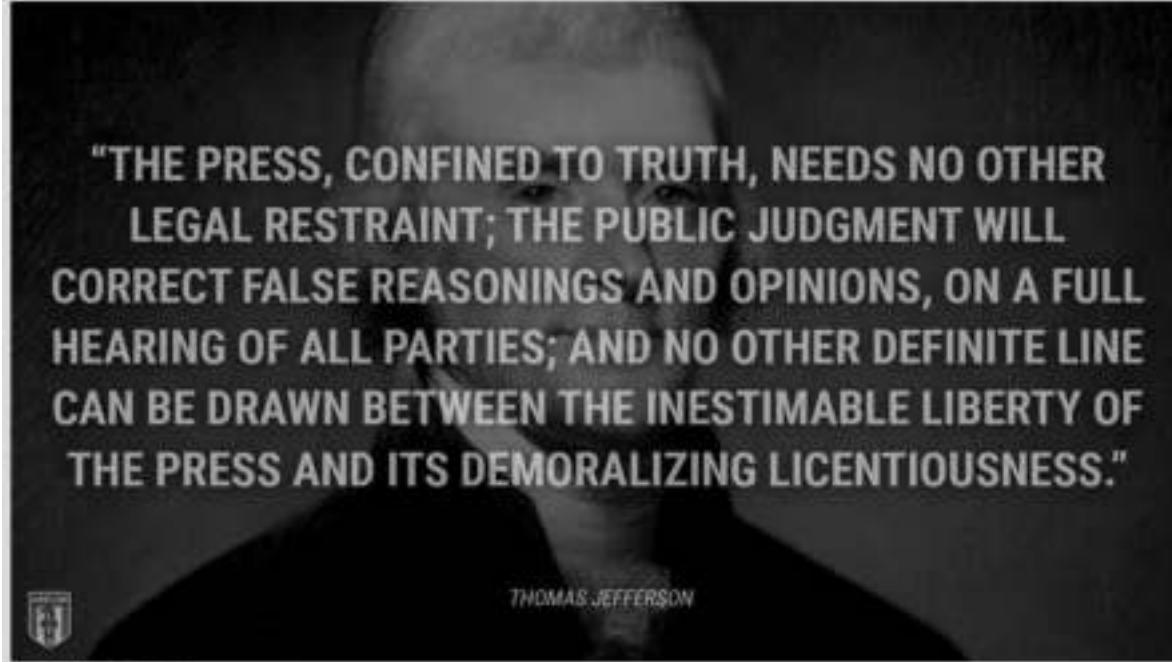 “THE PRESS, CONFINED TO TRUTH, NEEDS NO OTHER
LEGAL RESTRAINT; THE PUBLIC JUDGMENT WILL
CORRECT FALSE REASONINGS AND OPINIONS, ON A FULL
HEARING OF ALL PARTIES; AND NO OTHER DEFINITE LINE
CAN BE DRAWN BETWEEN THE INESTIMABLE LIBERTY OF
THE PRESS AND ITS DEMORALIZING LICENTIOUSNESS.”
THOMAS JEFFERSON